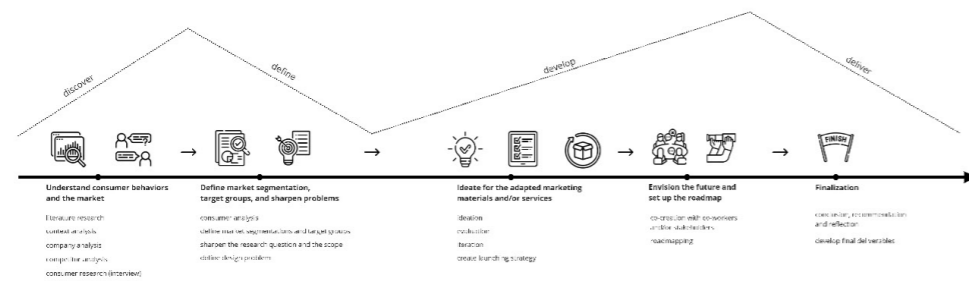 discover
define
develop
deliver
FINISH
Understand consumer behaviors
and the market
literature research
context analysis
company analysis
competitor analysis
consumer research (interview)
Define market segmentation,
target groups, and sharpen problems
consumer analysis
define market segmentations and target groups
sharpen the research question and the scope
define design problem
Ideate for the adapted marketing
materials and/or services
ideation
evaluation
iteration
create launching strategy
Envision the future and
set up the roadmap
co-creation with co-workers
and/or stakeholders
roadmapping
Finalization
conclusion, recommendation
and reflection
develop final deliverables